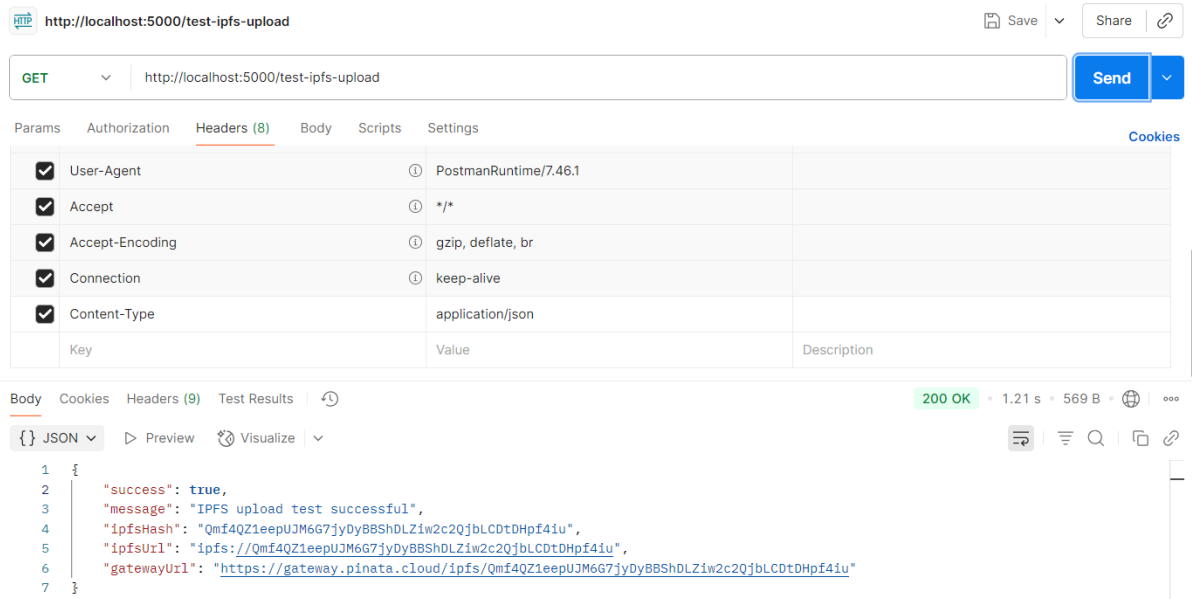 HTTP http://localhost:5000/test-ipfs-upload Save Share
GET http://localhost:5000/test-ipfs-upload Send
Params Authorization Headers (8) Body Scripts Settings Cookies
User-Agent PostmanRuntime/7.46.1
Accept */*
Accept-Encoding gzip, deflate, br
Connection keep-alive
Content-Type application/json
Key Value Description
Body Cookies Headers (9) Test Results 200 OK 1.21 s 569 B
{} JSON Preview Visualize
1 {
2 "success": true,
3 "message": "IPFS upload test successful",
4 "ipfsHash": "Qmf4QZ1eepUJM6G7jyDyBBShDLZiw2c2QjbLCDtDHpf4iu",
5 "ipfsUrl": "ipfs://Qmf4QZ1eepUJM6G7jyDyBBShDLZiw2c2QjbLCDtDHpf4iu",
6 "gatewayUrl": "https://gateway.pinata.cloud/ipfs/Qmf4QZ1eepUJM6G7jyDyBBShDLZiw2c2QjbLCDtDHpf4iu"
7 }